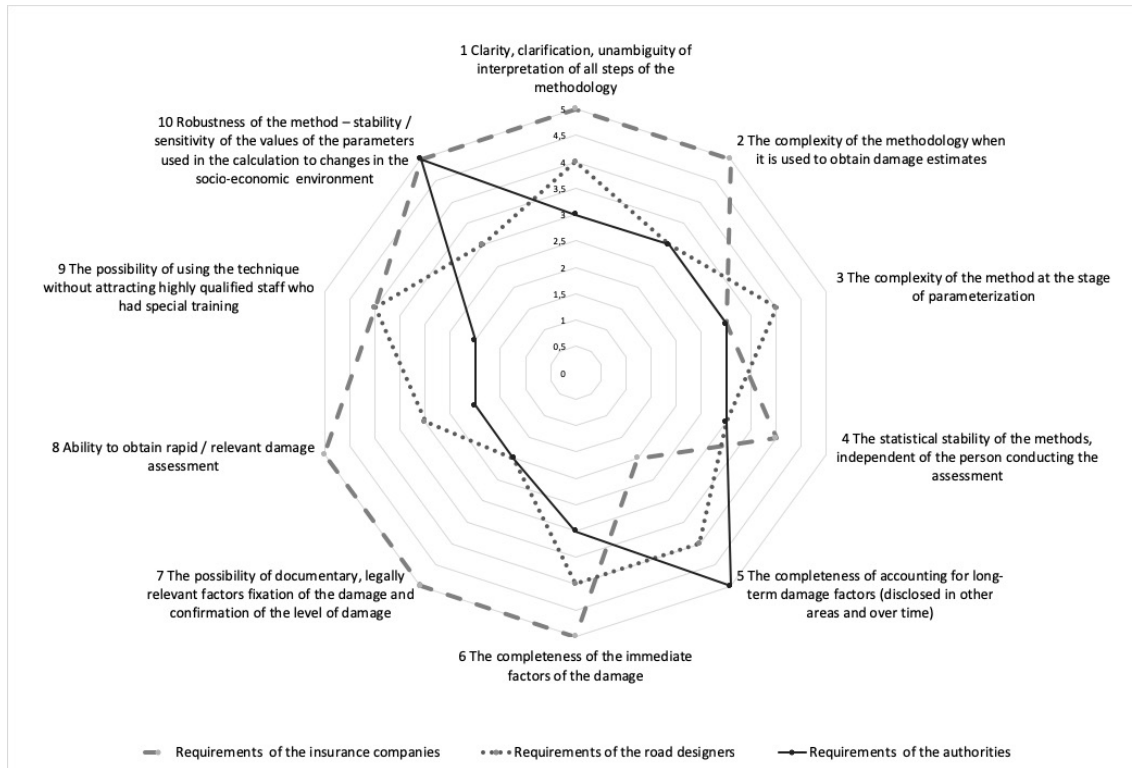 1 Clarity, clarification, unambiguity of
interpretation of all steps of the
methodology
10 Robustness of the method – stability /
sensitivity of the values of the parameters
used in the calculation to changes in the
socio-economic environment
2 The complexity of the methodology when
it is used to obtain damage estimates
9 The possibility of using the technique
without attracting highly qualified staff who
had special training
3 The complexity of the method at the stage
of parameterization
5
4,5
4
3,5
3
2,5
2
1,5
1
0,5
0
8 Ability to obtain rapid / relevant damage
assessment
4 The statistical stability of the methods,
independent of the person conducting the
assessment
7 The possibility of documentary, legally
relevant factors fixation of the damage and
confirmation of the level of damage
5 The completeness of accounting for long-
term damage factors (disclosed in other
areas and over time)
6 The completeness of the immediate
factors of the damage
Requirements of the insurance companies
Requirements of the road designers
Requirements of the authorities